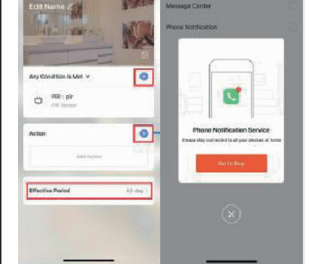 Edit Name
Any Condition Is Met
PIR : pir
PIR Sensor
Action
Add Action
Effective Period
All-day
Message Center
Phone Notification
Phone Notification Service
Always stay connected to all your devices at home
Go to Buy